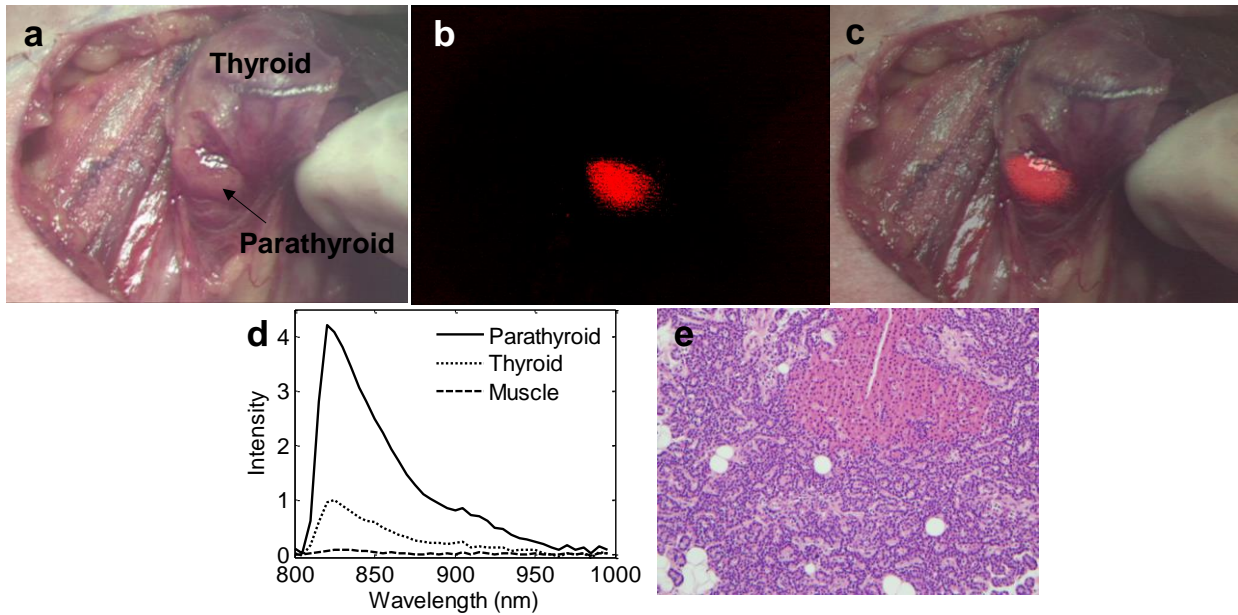 a
Thyroid
Parathyroid
b
c
d
Parathyroid
Thyroid
Muscle
4
3
2
1
0
Intensity
800
850
900
950
1000
Wavelength (nm)
e